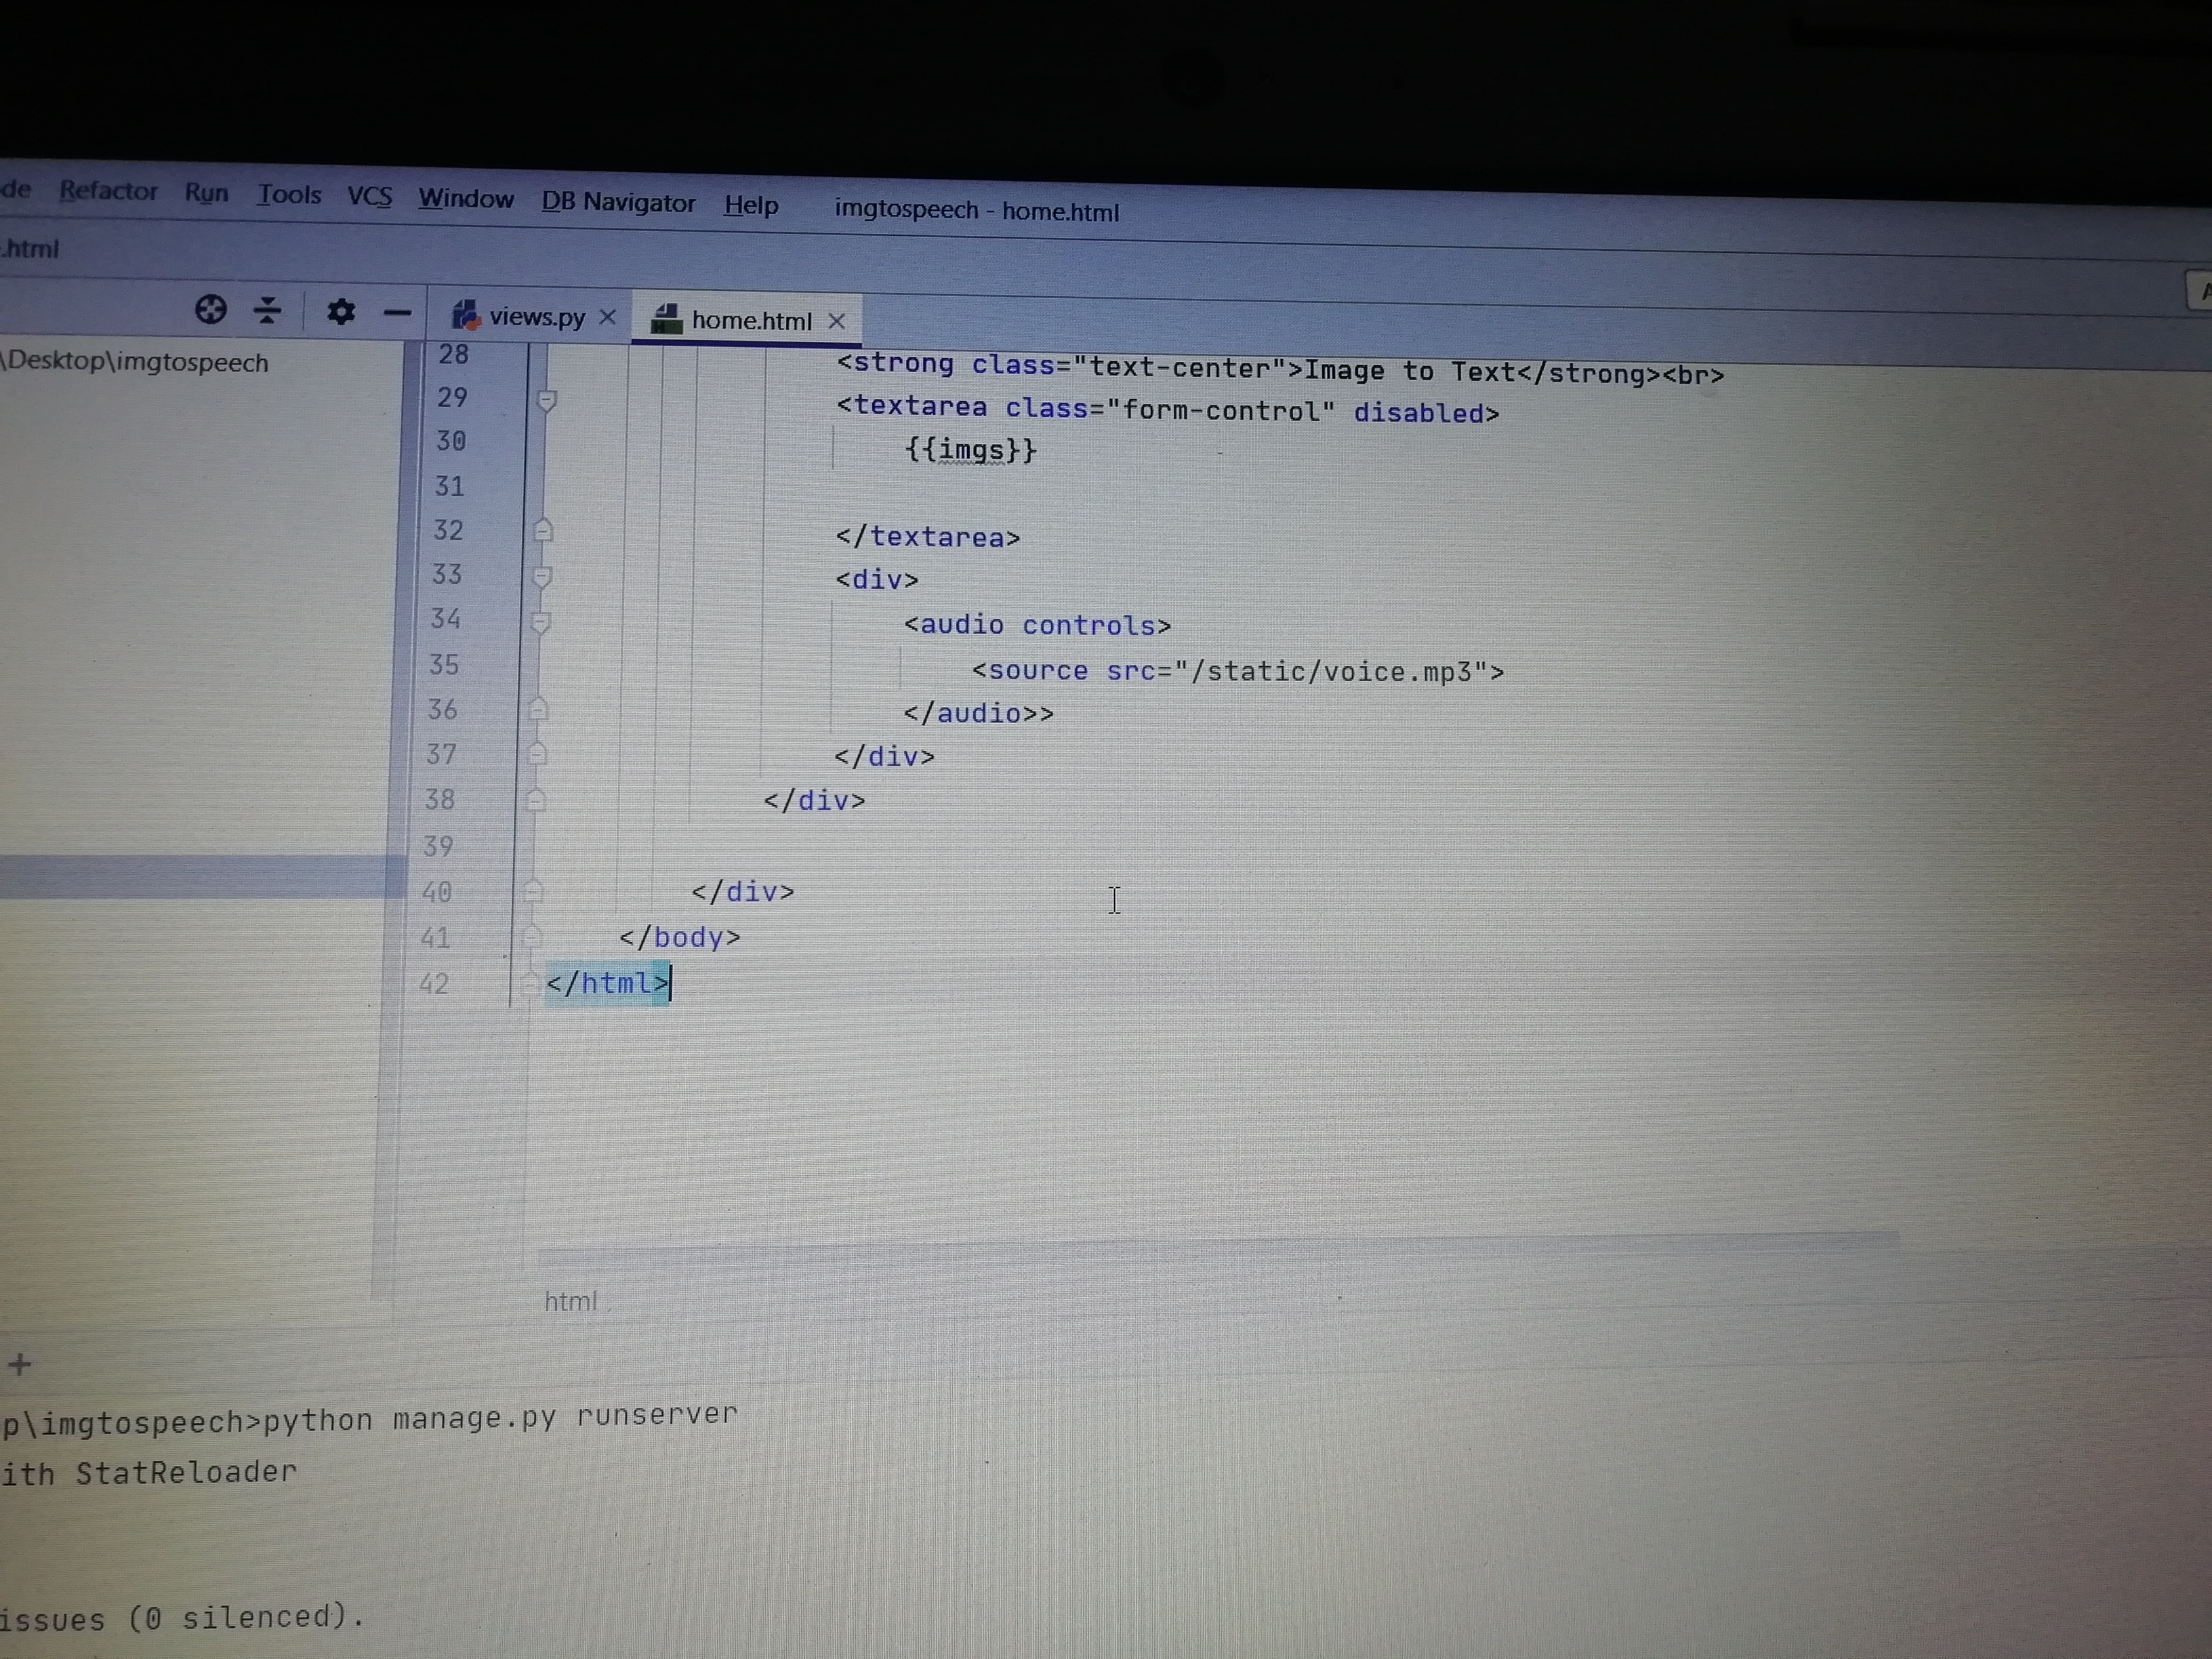 de Refactor Run Tools VCS Window DB Navigator Help imgtospeech - home.html
.html
views.py home.html
\Desktop\imgtospeech
28 <strong class="text-center">Image to Text</strong><br>
29 <textarea class="form-control" disabled>
30 {{imgs}}
31
32 </textarea>
33 <div>
34 <audio controls>
35 <source src="/static/voice.mp3">
36 </audio>>
37 </div>
38 </div>
39
40 </div>
41 </body>
42 </html>
html
+
p\imgtospeech>python manage.py runserver
ith StatReloader
issues (0 silenced).